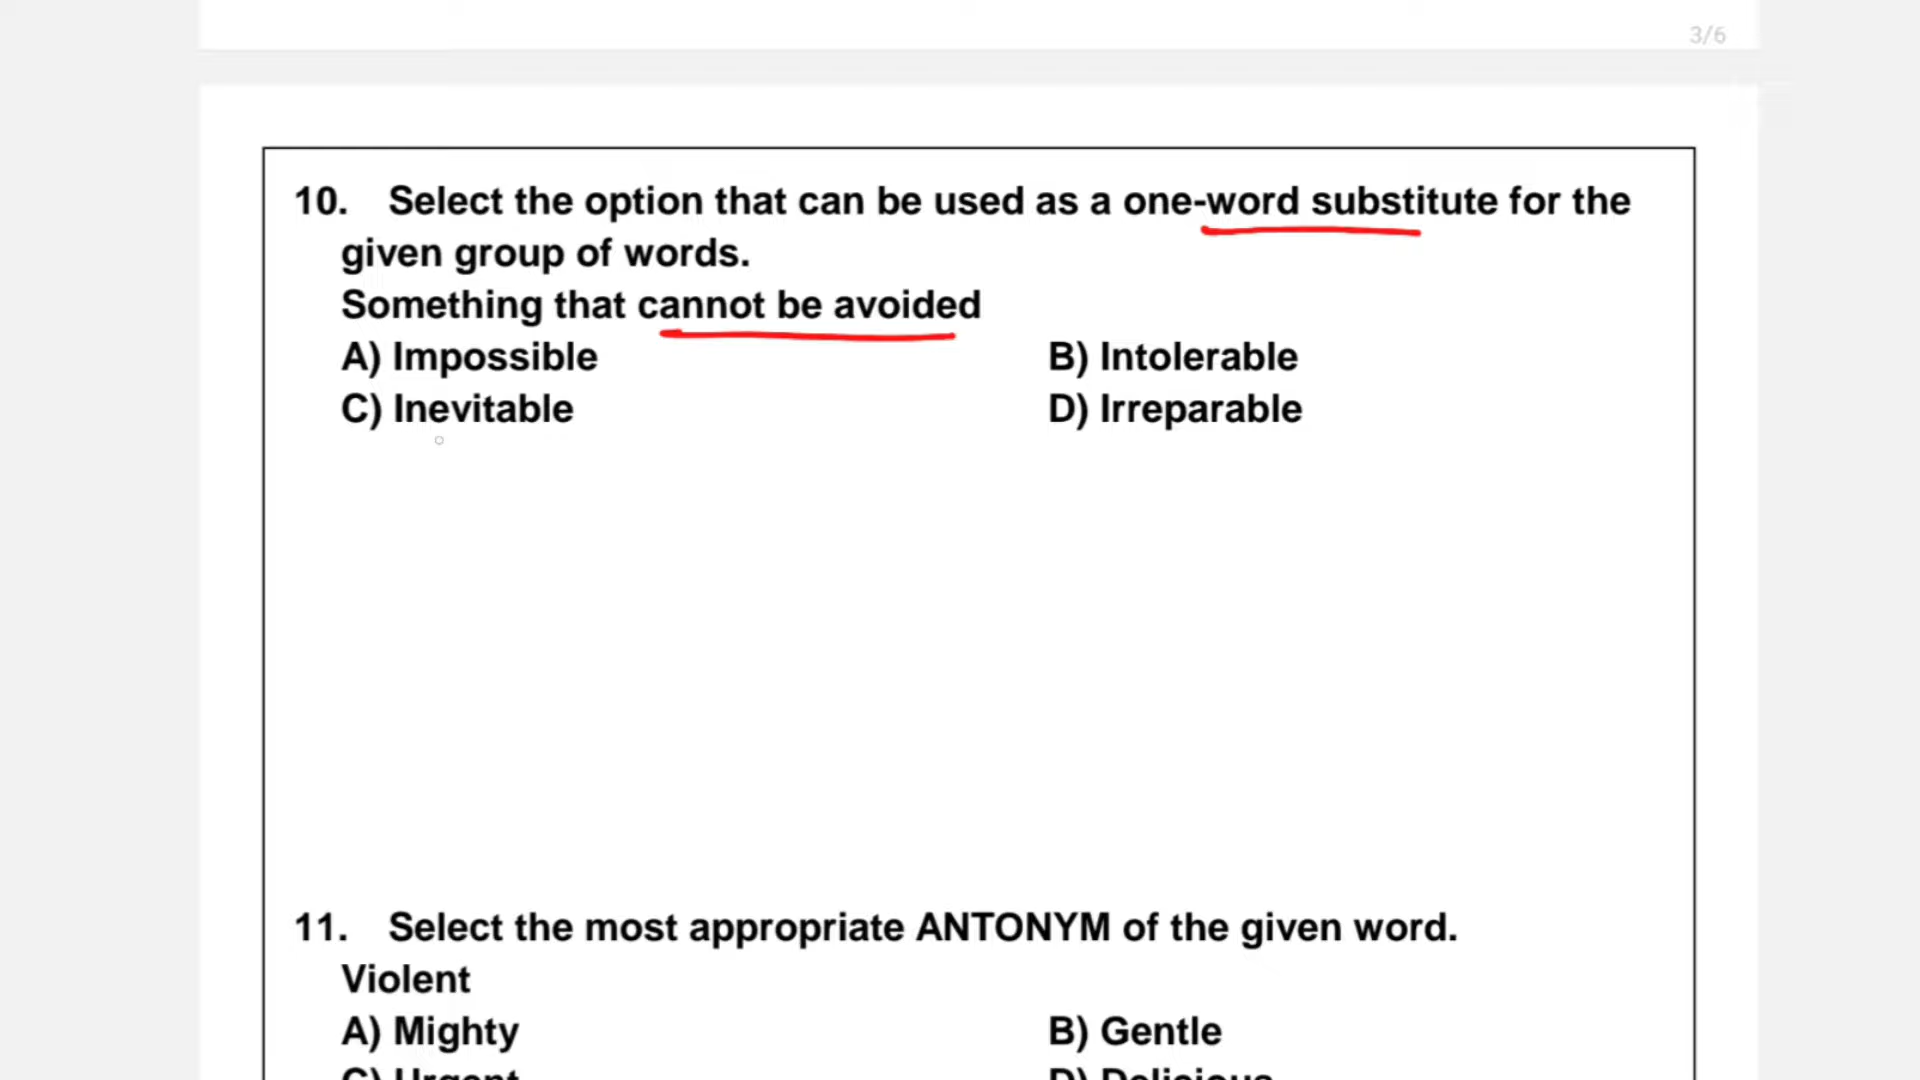 3/6
10. Select the option that can be used as a one-word substitute for the
given group of words.
Something that cannot be avoided
A) Impossible B) Intolerable
C) Inevitable D) Irreparable
11. Select the most appropriate ANTONYM of the given word.
Violent
A) Mighty B) Gentle
C) Urgent D) Delicious